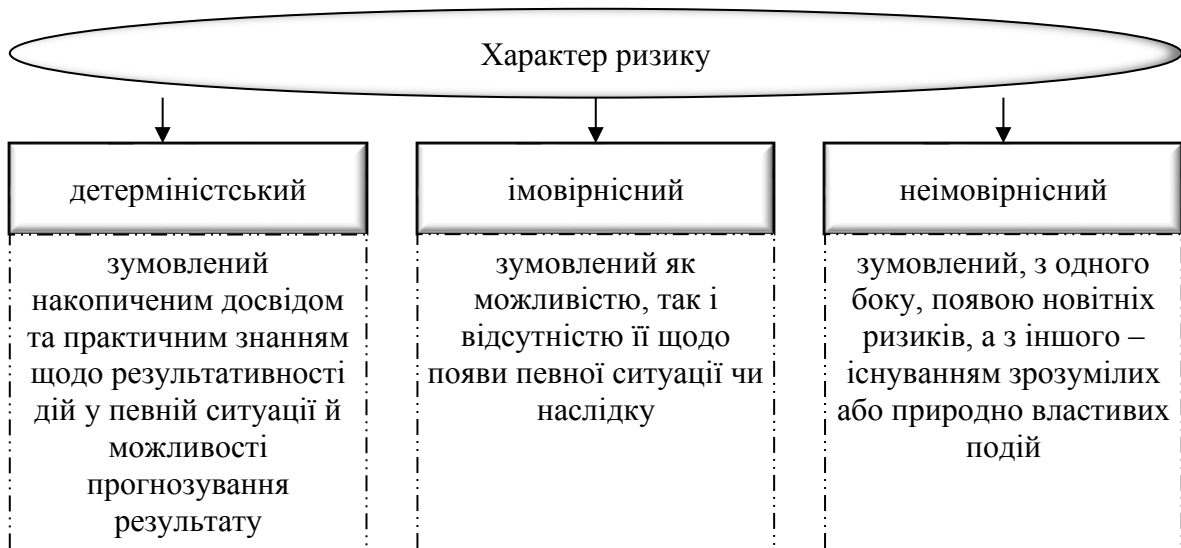 Характер ризику
детерміністський
імовірнісний
неімовірнісний
зумовлений
накопиченим досвідом
та практичним знанням
щодо результативності
дій у певній ситуації й
можливості
прогнозування
результату
зумовлений як
можливістю, так і
відсутністю її щодо
появи певної ситуації чи
наслідку
зумовлений, з одного
боку, появою новітніх
ризиків, а з іншого –
існуванням зрозумілих
або природно властивих
подій